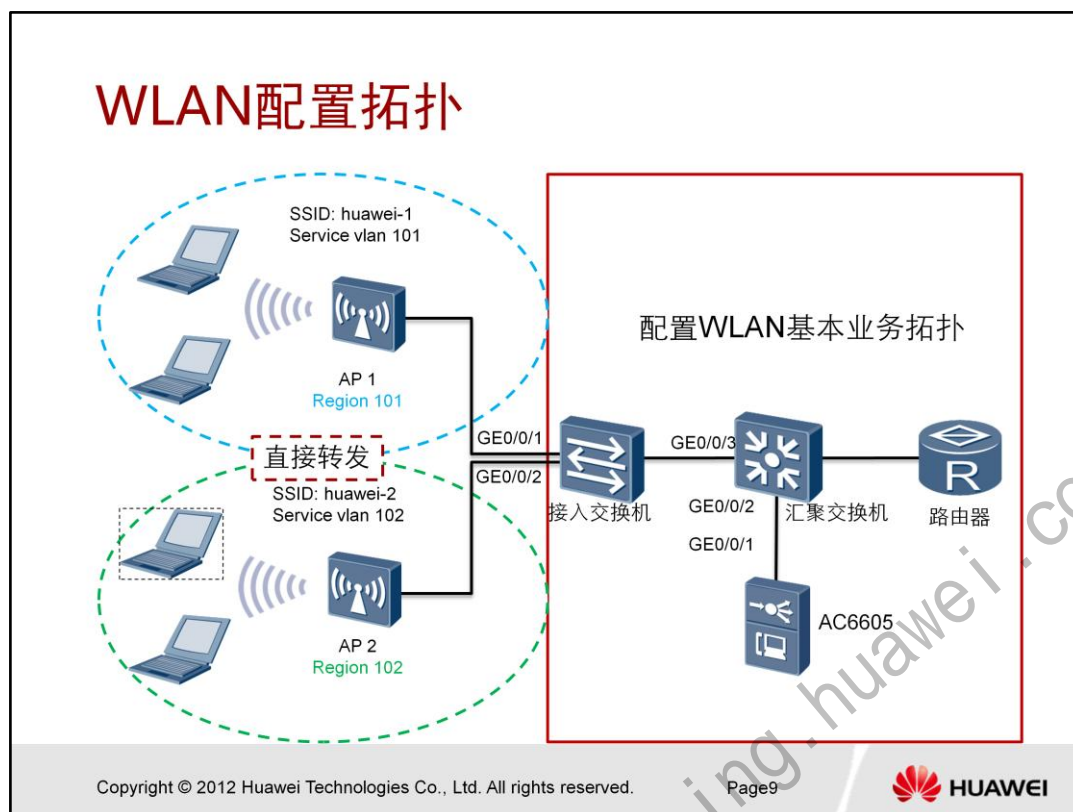 WLAN配置拓扑
SSID: huawei-1
Service vlan 101
AP 1
Region 101
直接转发
SSID: huawei-2
Service vlan 102
AP 2
Region 102
配置WLAN基本业务拓扑
GE0/0/1
GE0/0/2
接入交换机
GE0/0/3
GE0/0/2
汇聚交换机
GE0/0/1
R
路由器
AC6605
ing.huawei.co
Copyright © 2012 Huawei Technologies Co., Ltd. All rights reserved.
Page9
HUAWEI